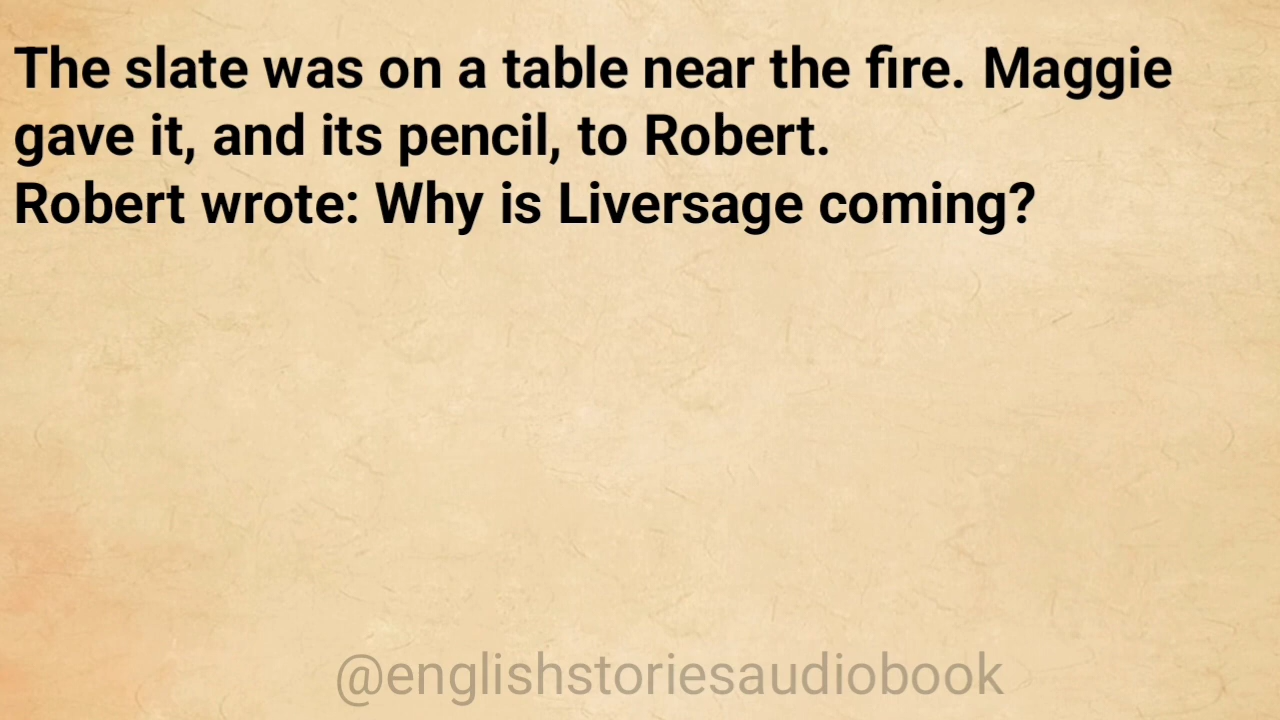 The slate was on a table near the fire. Maggie
gave it, and its pencil, to Robert.
Robert wrote: Why is Liversage coming?
@englishstoriesaudiobook